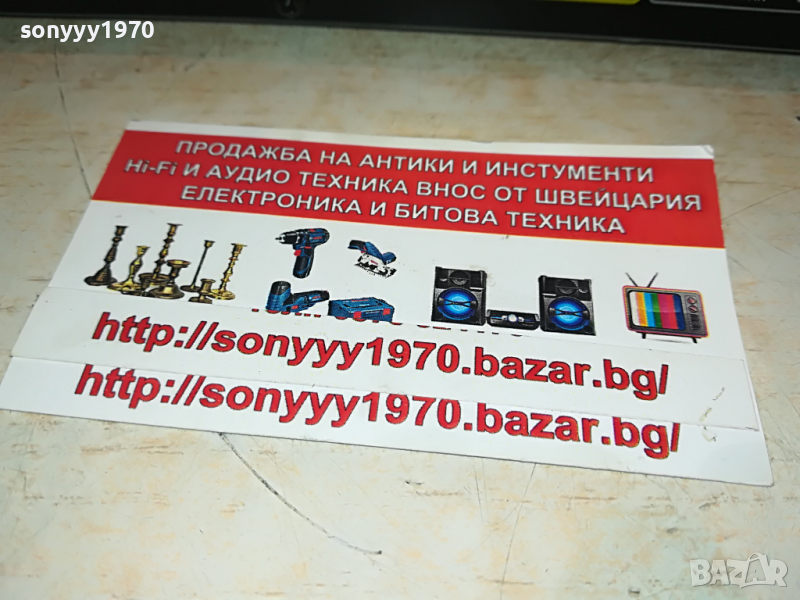 sonyyy1970
ПРОДАЖБА НА АНТИКИ И ИНСТУМЕНТИ
Hi-Fi И АУДИО ТЕХНИКА ВНОС ОТ ШВЕЙЦАРИЯ
ЕЛЕКТРОНИКА И БИТОВА ТЕХНИКА
http://sonyyy1970.bazar.bg/
http://sonyyy1970.bazar.bg/
BAZAR